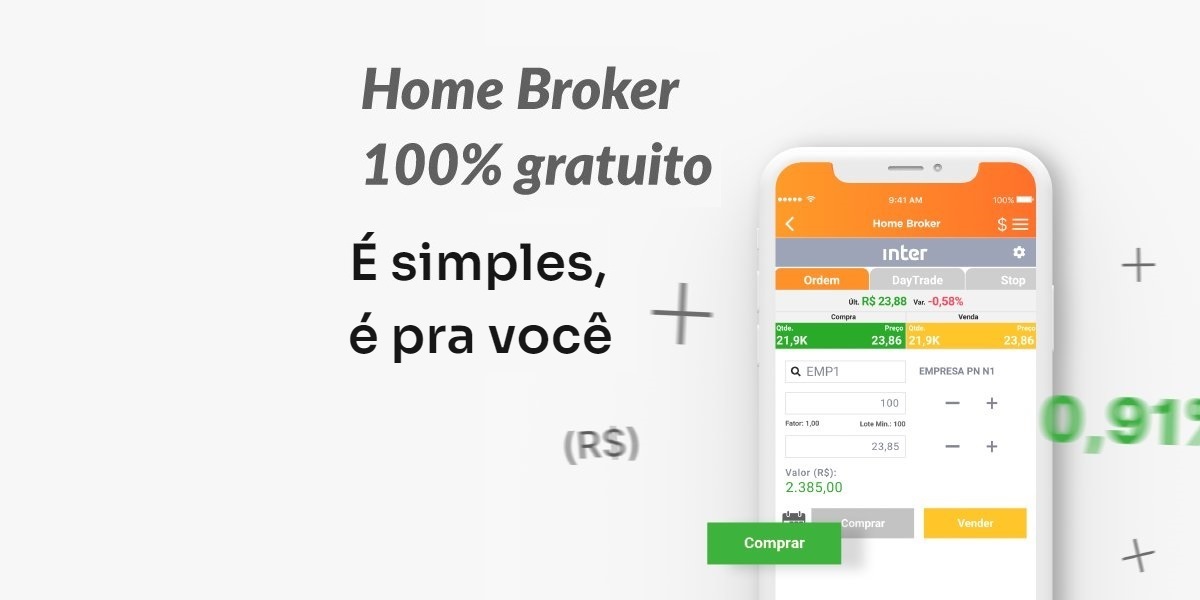 Home Broker
100% gratuito
É simples,
é pra você
(R$)
9:41 AM 100%
Home Broker $
inter
Ordem DayTrade Stop
Últ. R$ 23,88 Var. -0,58%
Compra Venda
Qtde. Preço Qtde. Preço
21,9K 23,86 21,9K 23,86
EMP1 EMPRESA PN N1
100
Fator: 1,00 Lote Min.: 100
23,85
Valor (R$):
2.385,00
Comprar Vender
Comprar
0,91%